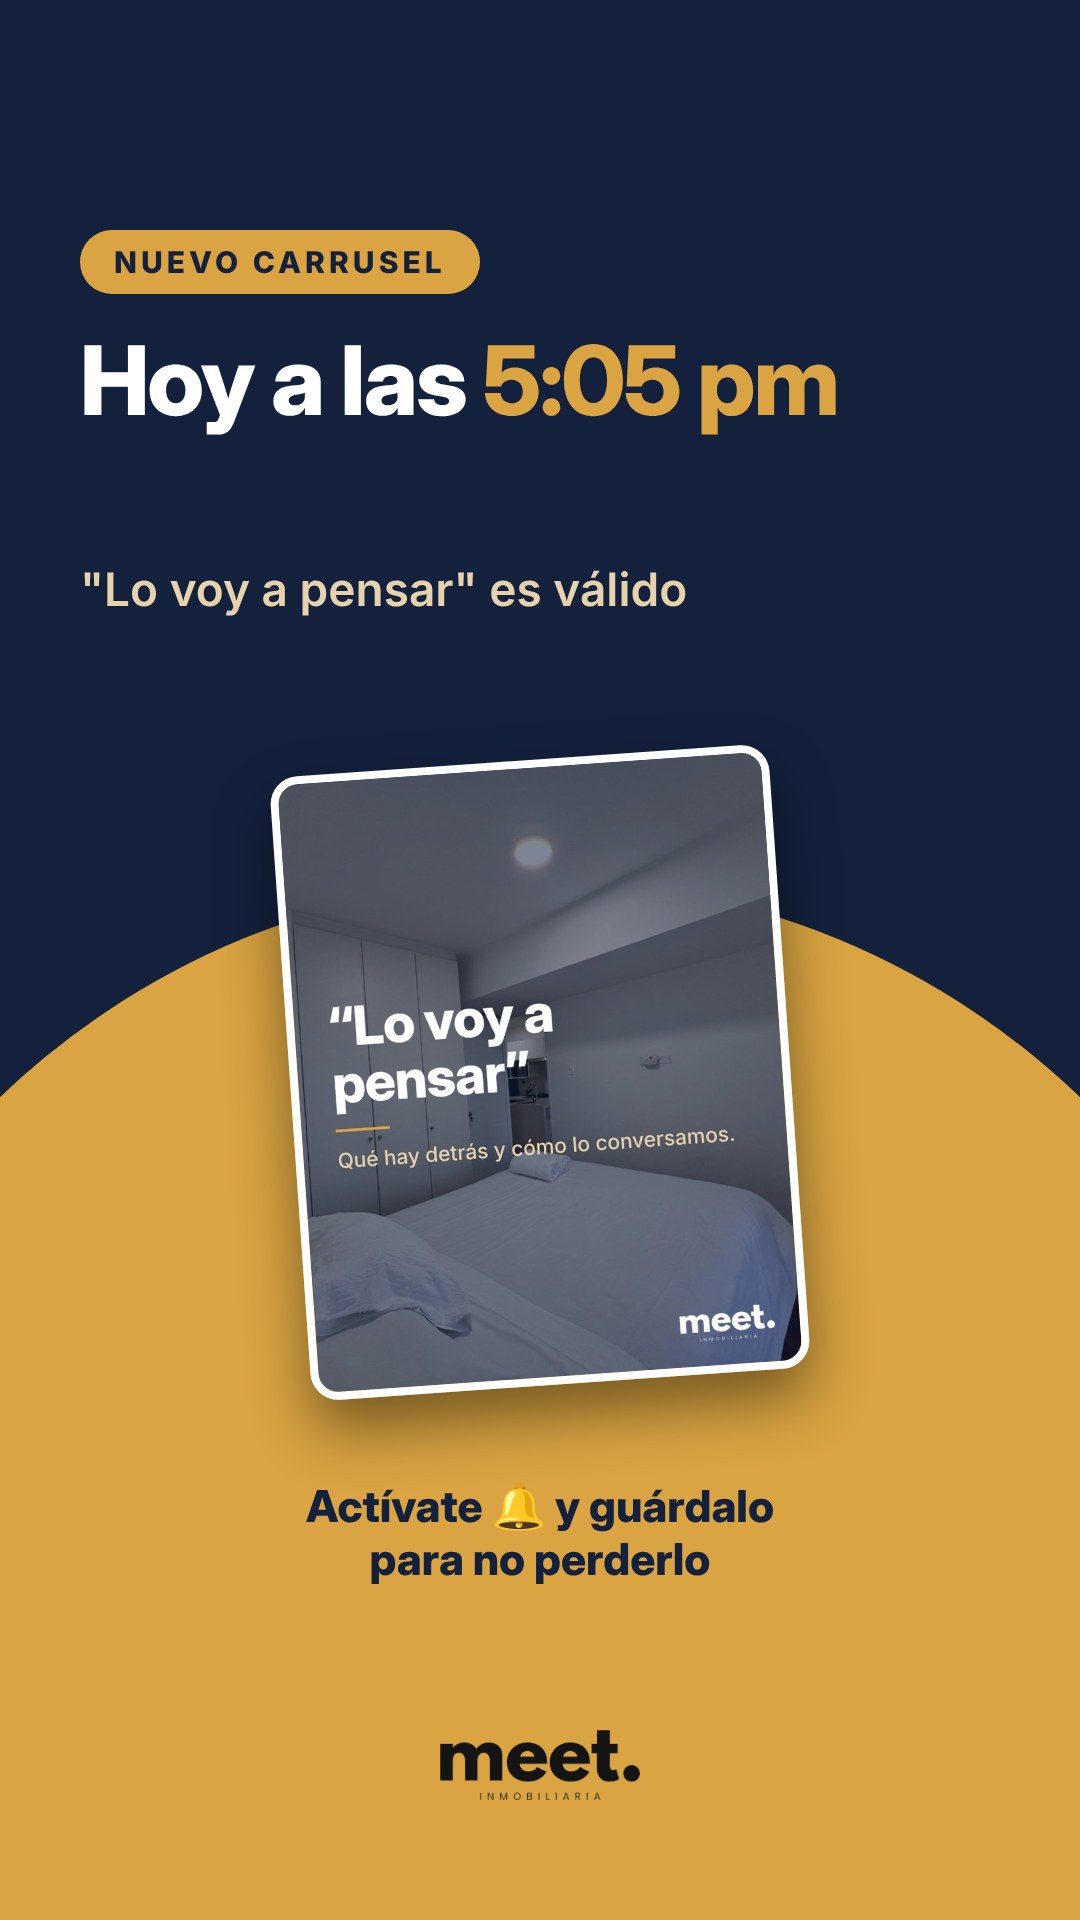 NUEVO CARRUSEL
Hoy a las 5:05 pm
"Lo voy a pensar" es válido
“Lo voy a
pensar”
Qué hay detrás y cómo lo conversamos.
meet.
INMOBILIARIA
Actívate 🔔 y guárdalo
para no perderlo
meet.
INMOBILIARIA